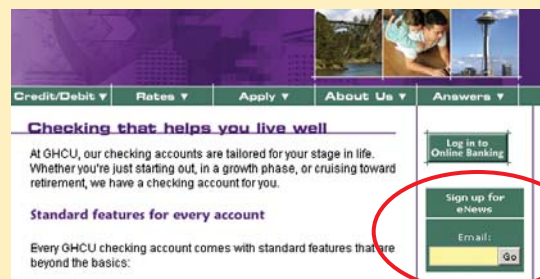 Credit/Debit ▼ Rates ▼ Apply ▼ About Us ▼ Answers ▼
Checking that helps you live well
At GHCU, our checking accounts are tailored for your stage in life.
Whether you're just starting out, in a growth phase, or cruising toward
retirement, we have a checking account for you.
Standard features for every account
Every GHCU checking account comes with standard features that are
beyond the basics:
Log in to
Online Banking
Sign up for
eNews
Email:
Go